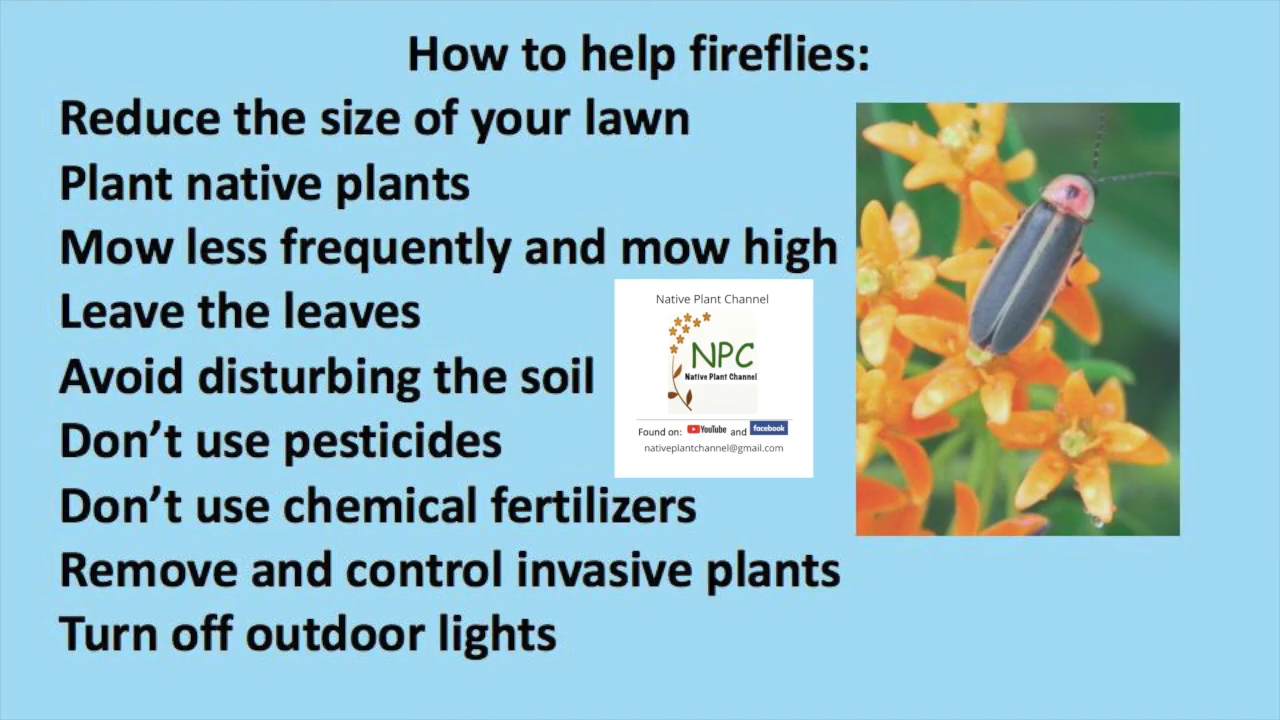 How to help fireflies:
Reduce the size of your lawn
Plant native plants
Mow less frequently and mow high
Leave the leaves
Avoid disturbing the soil
Don’t use pesticides
Don’t use chemical fertilizers
Remove and control invasive plants
Turn off outdoor lights
Native Plant Channel
NPC
Native Plant Channel
Found on: YouTube and facebook
nativeplantchannel@gmail.com